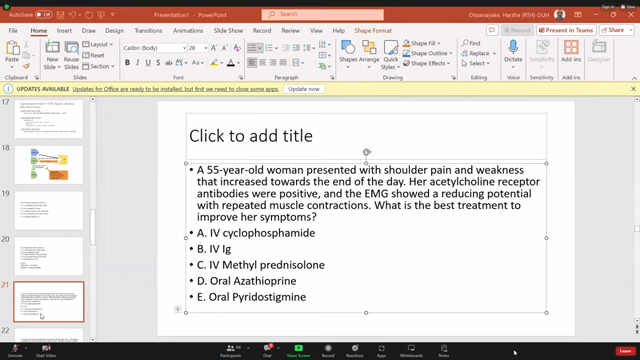 Sign in
View
AutoSave
Off
Presentation1 - PowerPoint
Dissanayake, Harsha (RTH) OUH
File Home Insert Draw Design Transitions Animations Slide Show Record Review View Help Shape Format
Record
Present in Teams
Share
Paste
New Slide
Reuse Slides
Layout
Reset
Section
Calibri (Body)
28
Shapes
Arrange
Quick Styles
Shape Fill
Shape Outline
Shape Effects
Find
Replace
Select
Dictate
Sensitivity
Add-ins
Designer
Clipboard
Slides
Font
Paragraph
Drawing
Editing
Voice
Sensitivity
Add-ins
UPDATES AVAILABLE Updates for Office are ready to be installed, but first we need to close some apps. Update now
17
18
19
20
21
22
Click to add title
• A 55-year-old woman presented with shoulder pain and weakness
that increased towards the end of the day. Her acetylcholine receptor
antibodies were positive, and the EMG showed a reducing potential
with repeated muscle contractions. What is the best treatment to
improve her symptoms?
• A. IV cyclophosphamide
• B. IV Ig
• C. IV Methyl prednisolone
• D. Oral Azathioprine
• E. Oral Pyridostigmine
Unmute
Start Video
Participants
Chat
Share Screen
Record
Reactions
Apps
Whiteboards
Notes
Leave